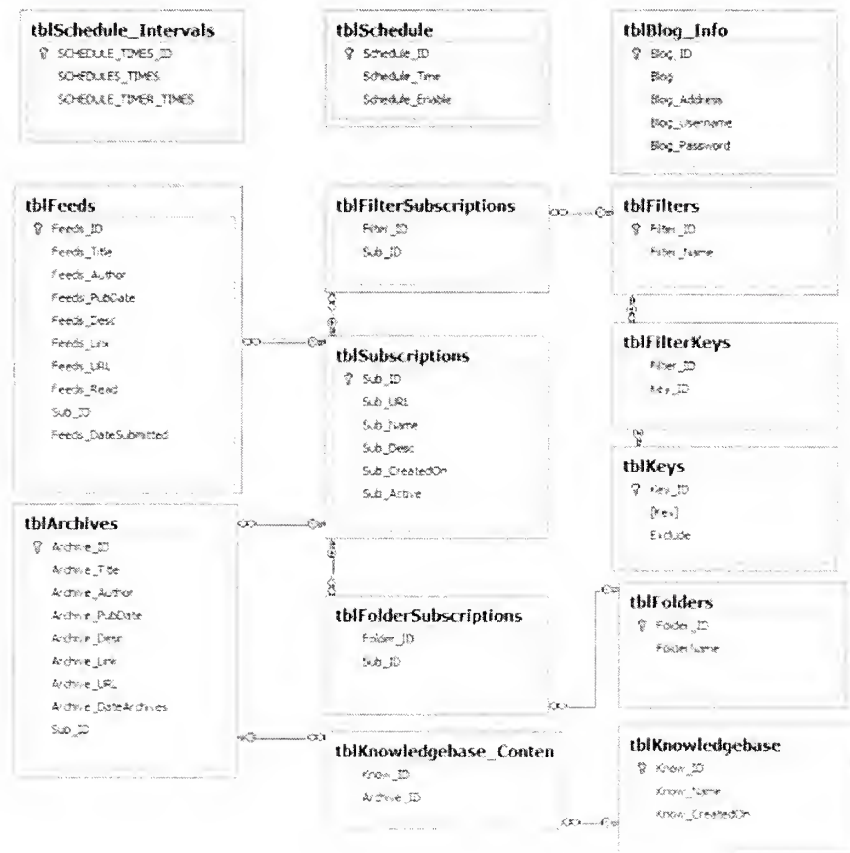 tblSchedule_Intervals
SCHEDULE_TIMES_ID
SCHEDULES_TIMES
SCHEDULE_TIMER_TIMES
tblSchedule
Schedule_ID
Schedule_Time
Schedule_Enable
tblBlog_Info
Blog_ID
Blog
Blog_Address
Blog_Username
Blog_Password
tblFeeds
Feeds_ID
Feeds_Title
Feeds_Author
Feeds_PubDate
Feeds_Desc
Feeds_Link
Feeds_URL
Feeds_Read
Sub_ID
Feeds_DateSubmitted
tblFilterSubscriptions
Filter_ID
Sub_ID
tblFilters
Filter_ID
Filter_Name
tblSubscriptions
Sub_ID
Sub_URL
Sub_Name
Sub_Desc
Sub_CreatedOn
Sub_Active
tblFilterKeys
Filter_ID
Key_ID
tblKeys
Key_ID
[Key]
Exclude
tblArchives
Archive_ID
Archive_Title
Archive_Author
Archive_PubDate
Archive_Desc
Archive_Link
Archive_URL
Archive_DateArchives
Sub_ID
tblFolderSubscriptions
Folder_ID
Sub_ID
tblFolders
Folder_ID
FolderName
tblKnowledgebase_Conten
Know_ID
Archive_ID
tblKnowledgebase
Know_ID
Know_Name
Know_CreatedOn